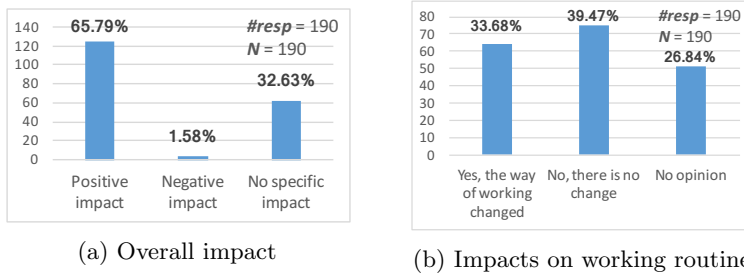 140
120
100
80
60
40
20
0
65.79%
1.58%
32.63%
#resp = 190
N = 190
Positive impact
Negative impact
No specific impact
(a) Overall impact
80
70
60
50
40
30
20
10
0
33.68%
39.47%
26.84%
#resp = 190
N = 190
Yes, the way of working changed
No, there is no change
No opinion
(b) Impacts on working routine